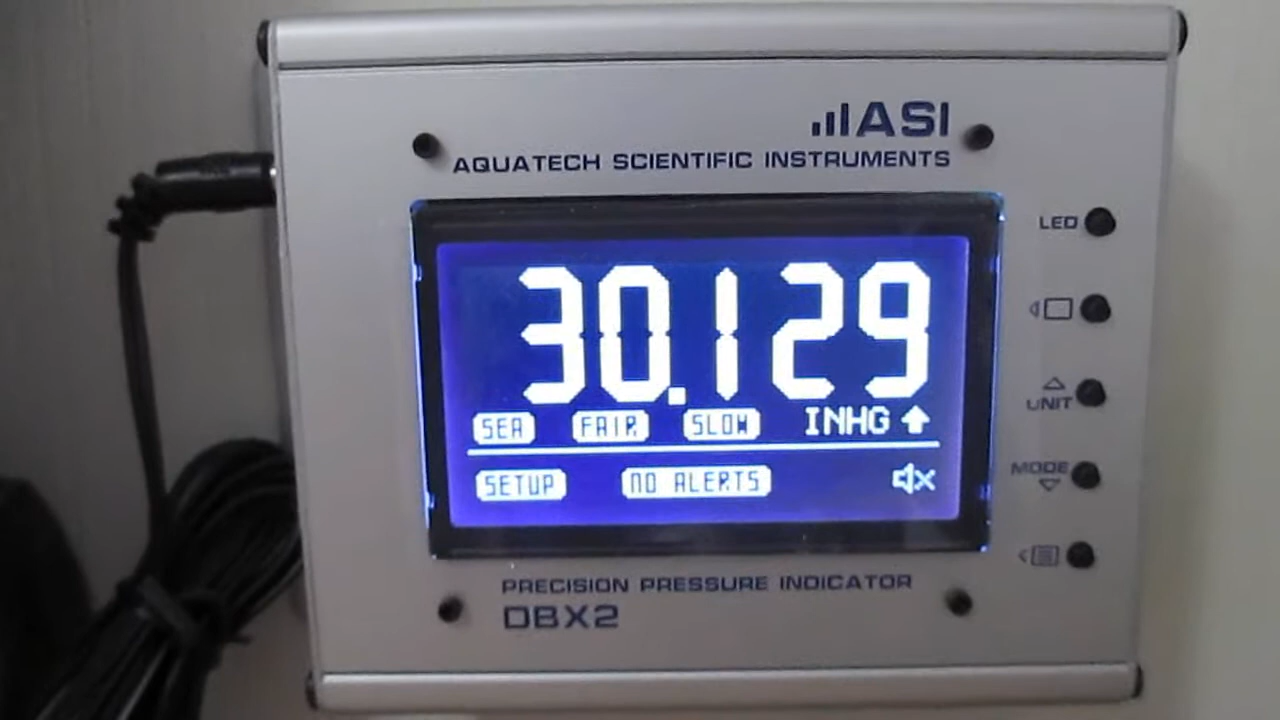 ASI
AQUATECH SCIENTIFIC INSTRUMENTS
LED
30.129
UNIT
SEA FAIR SLOW INHG
MODE
SETUP NO ALERTS
PRECISION PRESSURE INDICATOR
DBX2